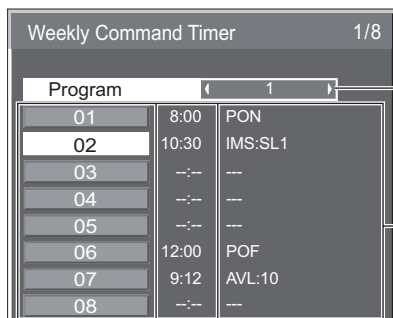 Weekly Command Timer 1/8
Program 1
01 8:00 PON
02 10:30 IMS:SL1
03 --:-- ---
04 --:-- ---
05 --:-- ---
06 12:00 POF
07 9:12 AVL:10
08 --:-- ---